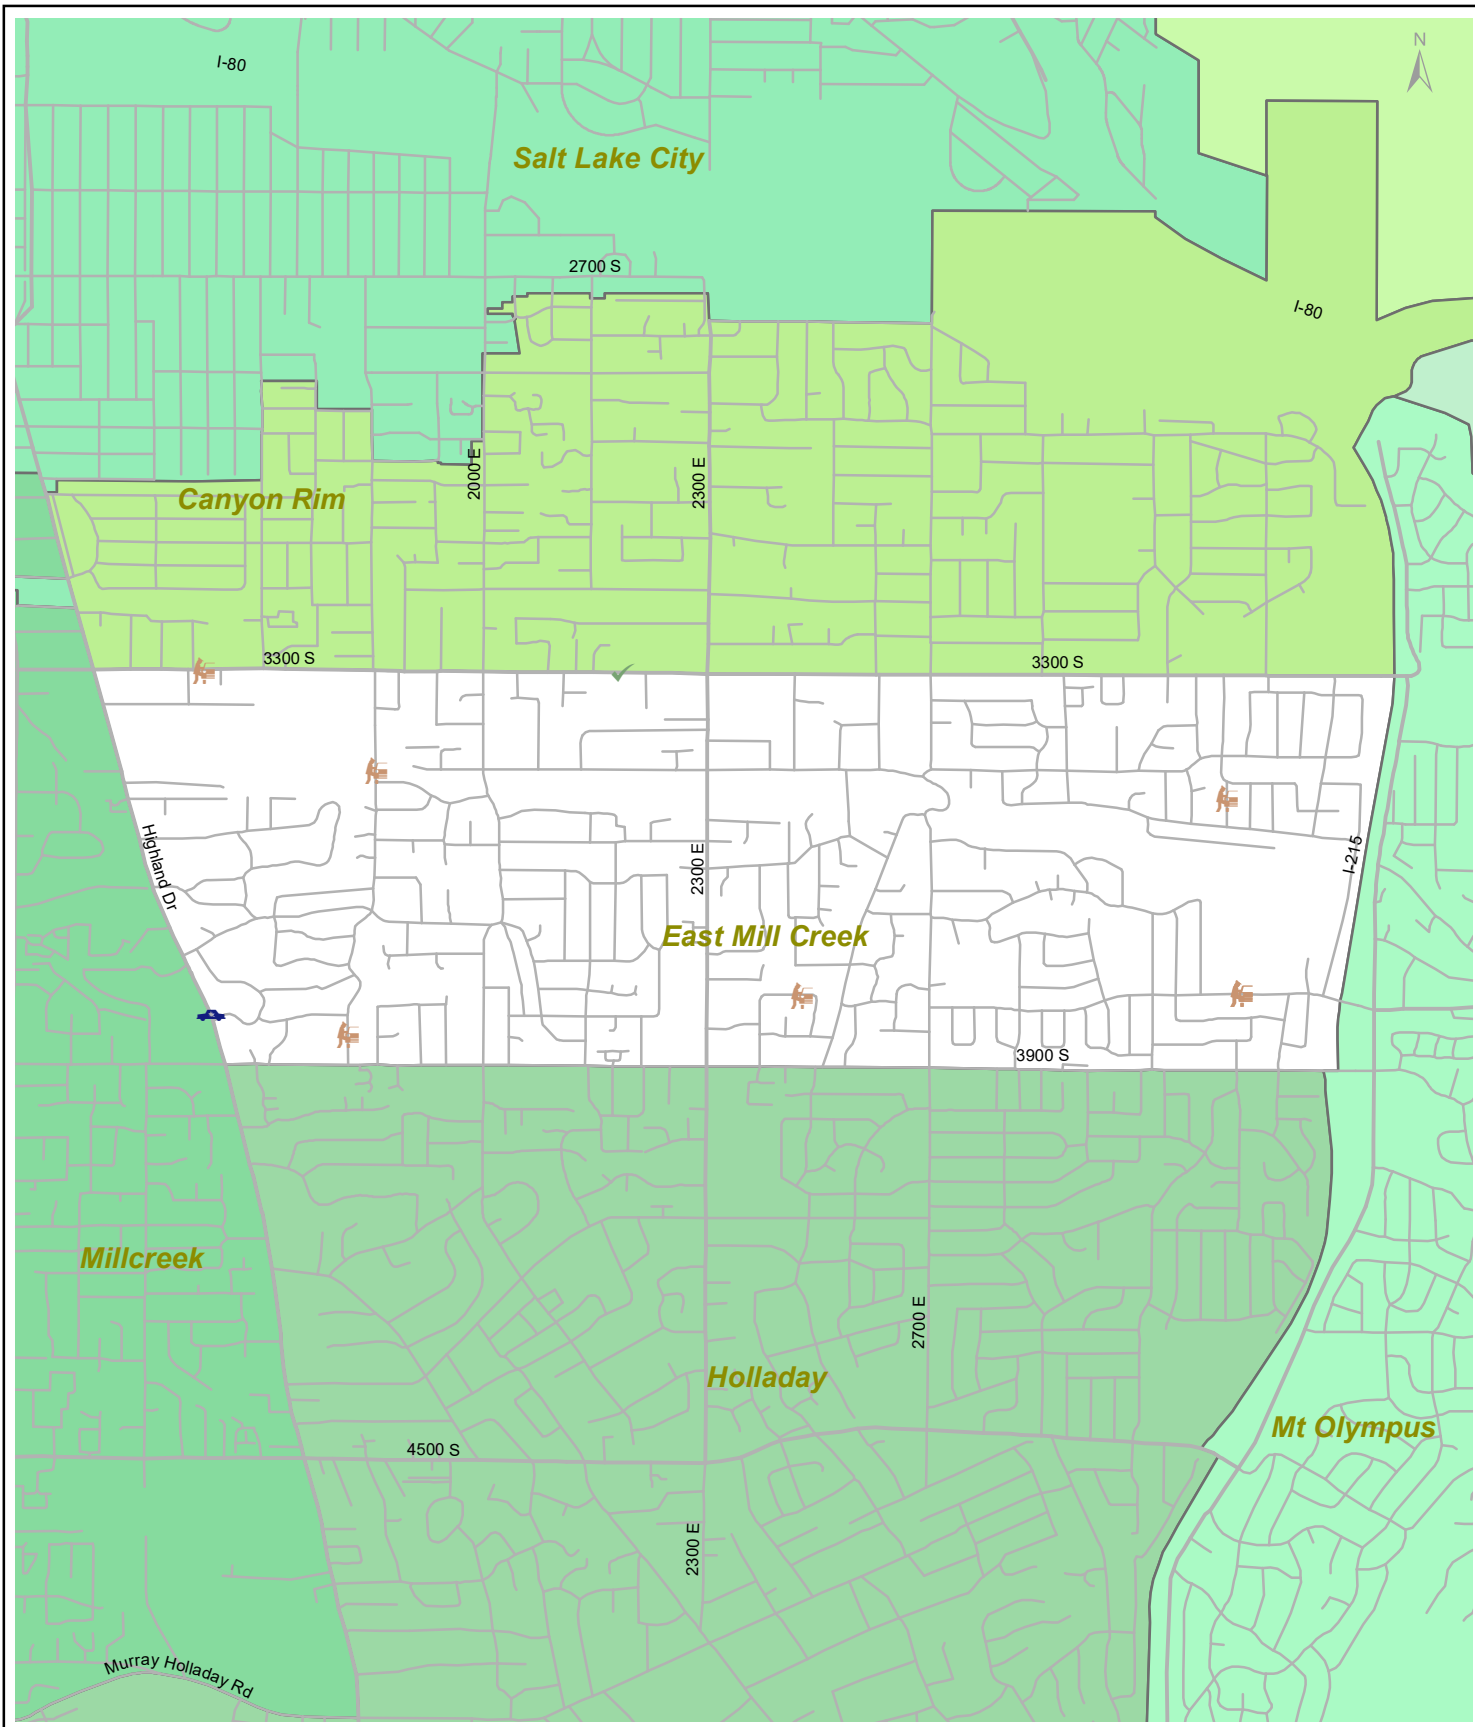 N
I-80
Salt Lake City
2700 S
I-80
2000 E
2300 E
Canyon Rim
3300 S
3300 S
Highland Dr
2300 E
I-215
East Mill Creek
3900 S
Millcreek
2700 E
Holladay
Mt Olympus
4500 S
2300 E
Murray Holladay Rd